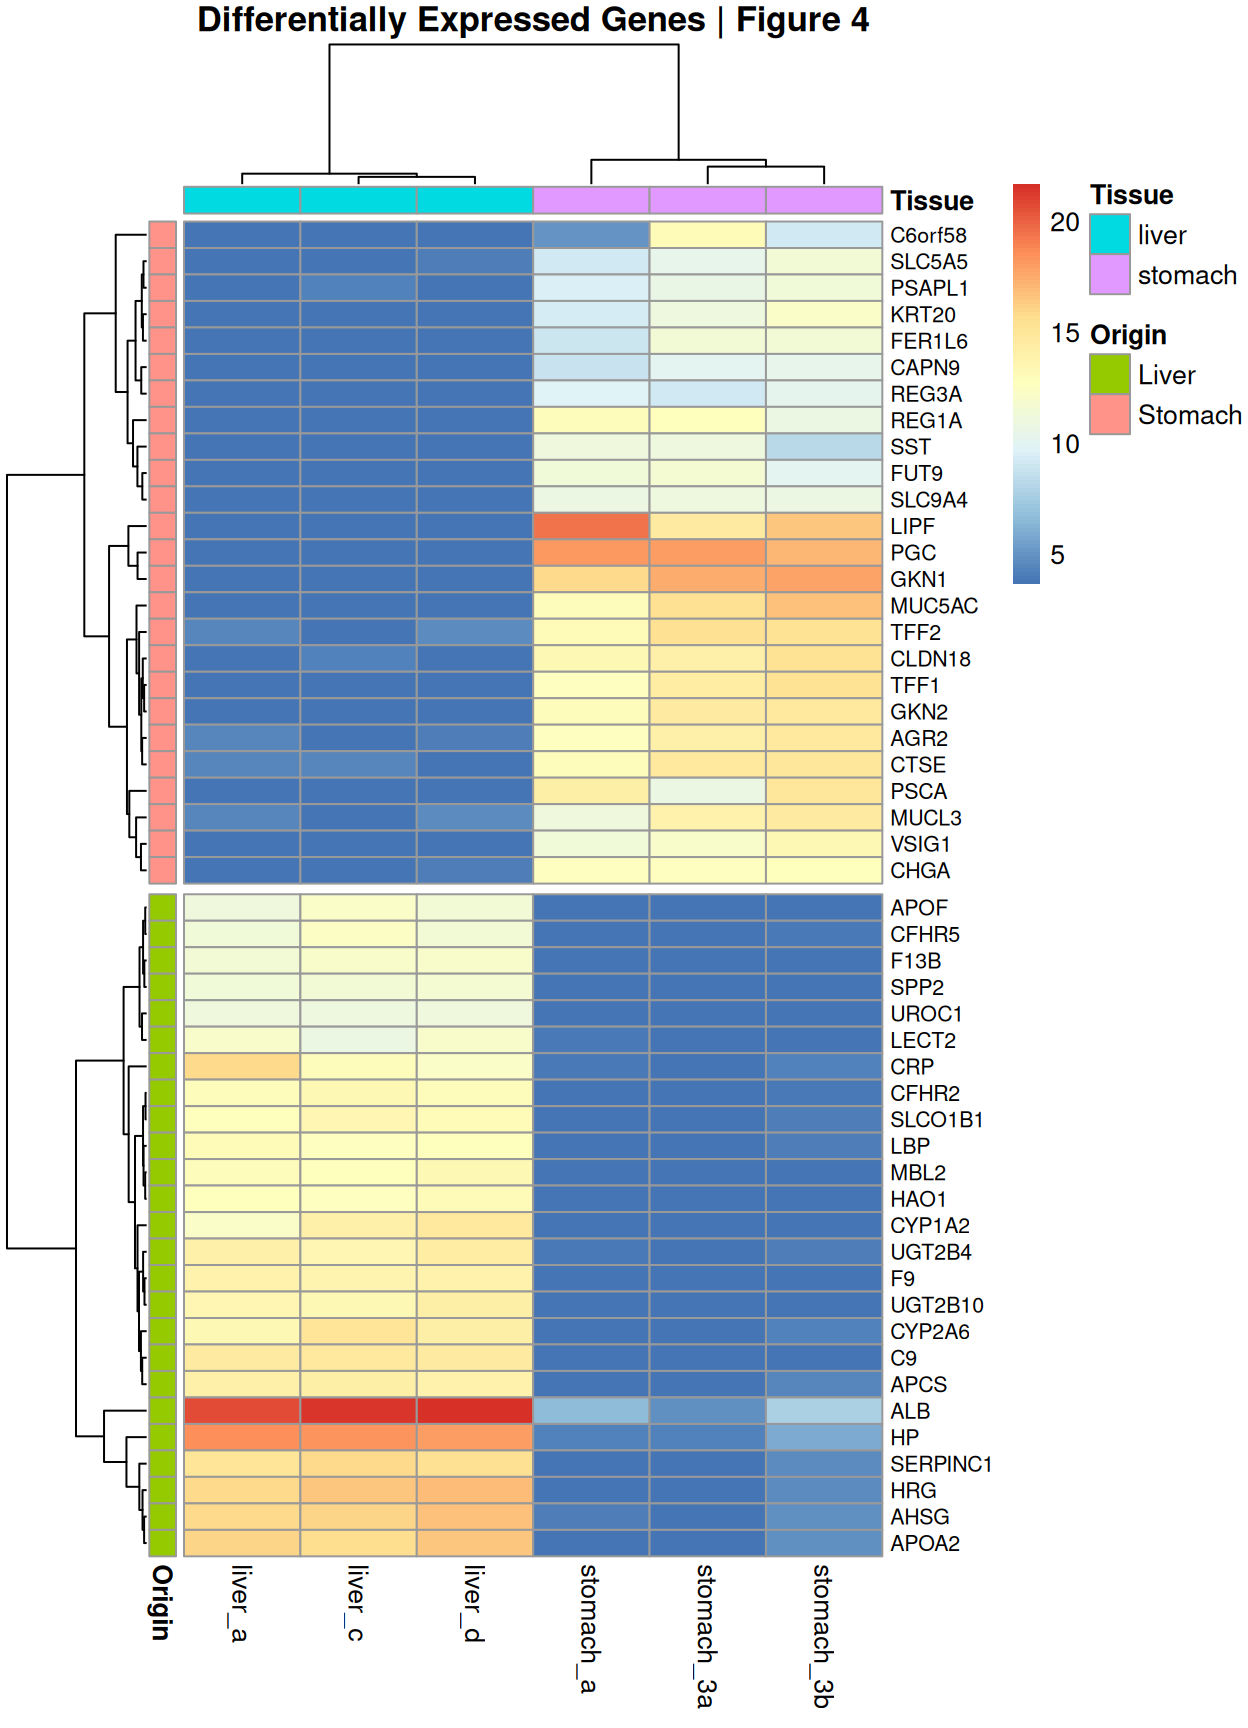 Differentially Expressed Genes | Figure 4
Tissue
C6orf58
SLC5A5
PSAPL1
KRT20
FER1L6
CAPN9
REG3A
REG1A
SST
FUT9
SLC9A4
LIPF
PGC
GKN1
MUC5AC
TFF2
CLDN18
TFF1
GKN2
AGR2
CTSE
PSCA
MUCL3
VSIG1
CHGA
APOF
CFHR5
F13B
SPP2
UROC1
LECT2
CRP
CFHR2
SLCO1B1
LBP
MBL2
HAO1
CYP1A2
UGT2B4
F9
UGT2B10
CYP2A6
C9
APCS
ALB
HP
SERPINC1
HRG
AHSG
APOA2
Origin
liver_a
liver_c
liver_d
stomach_a
stomach_3a
stomach_3b
20
15
10
5
Tissue
liver
stomach
Origin
Liver
Stomach